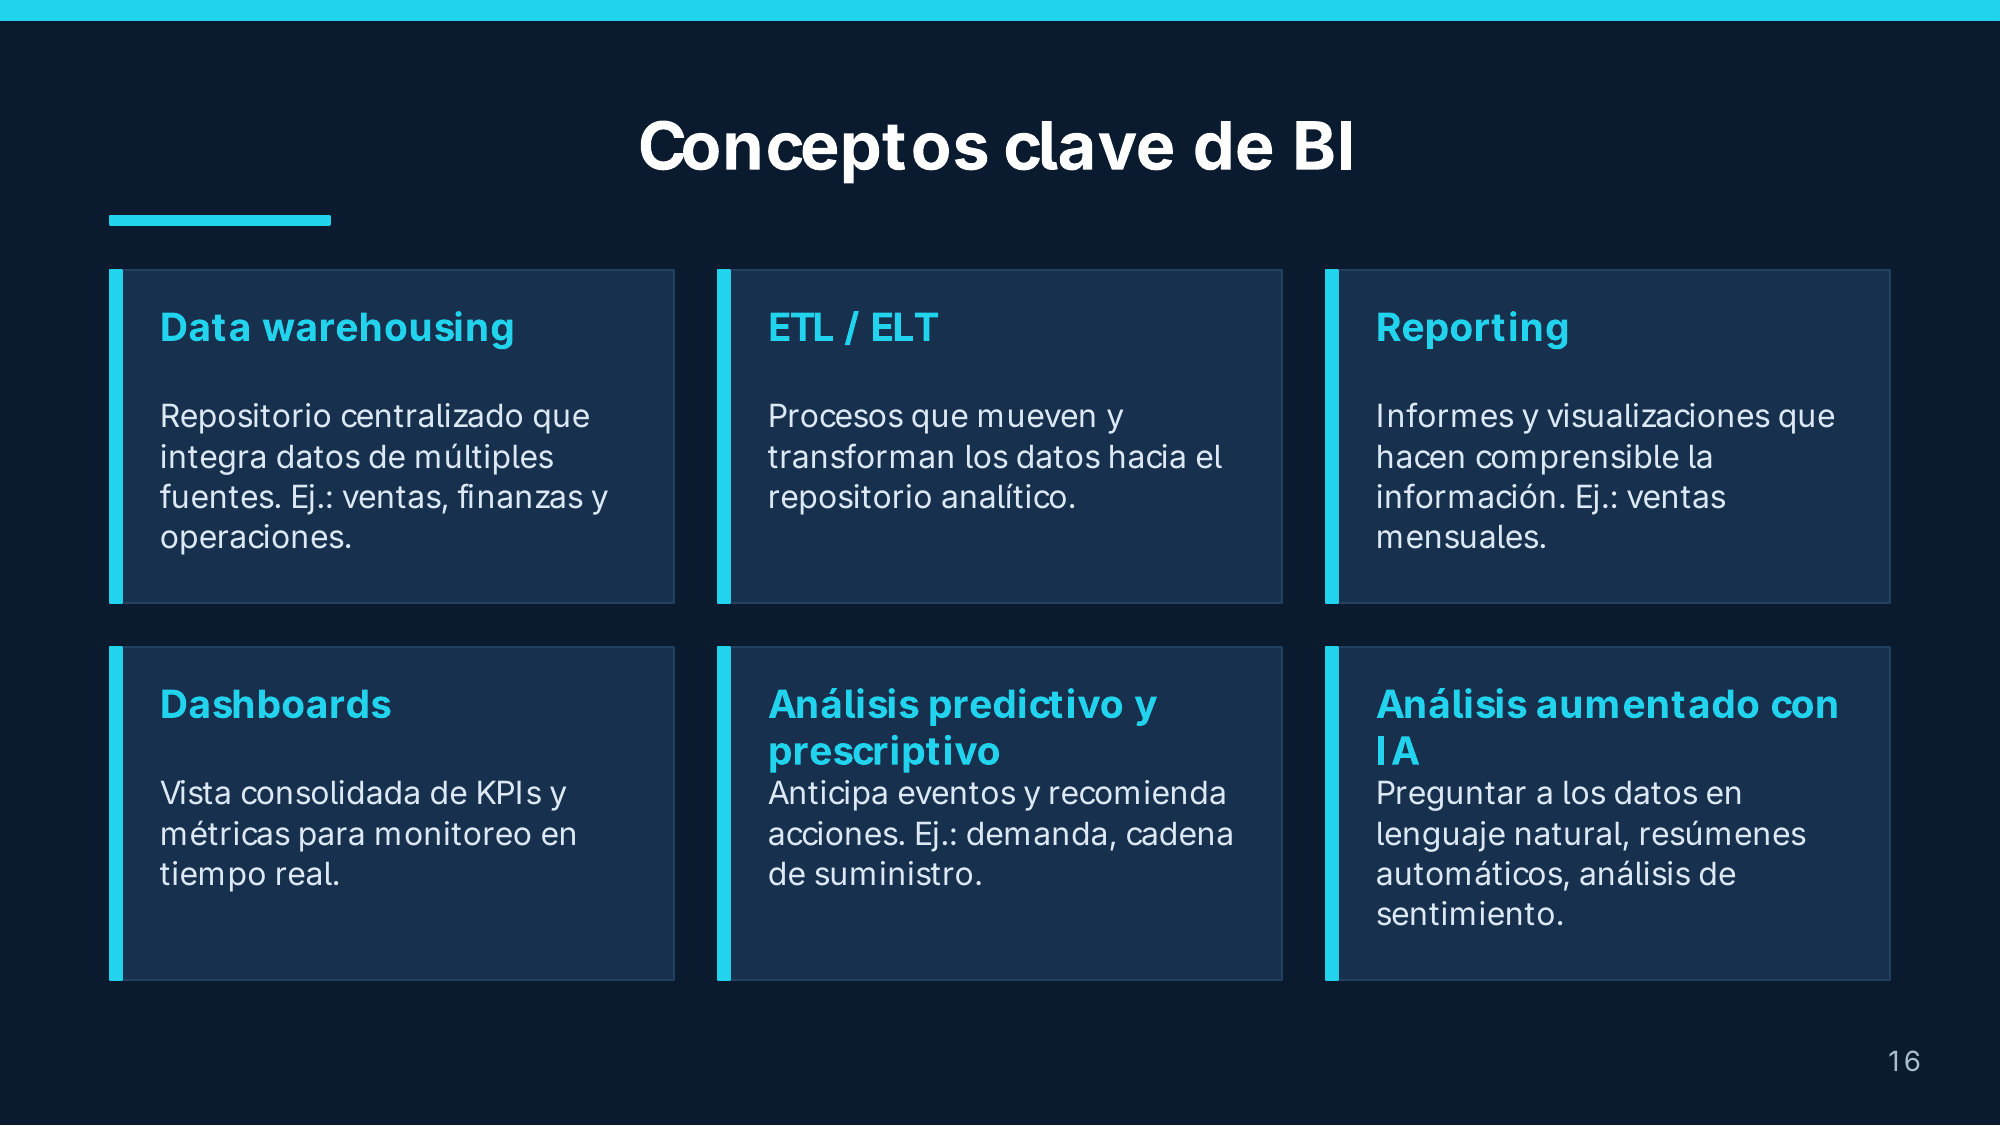 Conceptos clave de BI
Data warehousing
Repositorio centralizado que
integra datos de múltiples
fuentes. Ej.: ventas, finanzas y
operaciones.
ETL / ELT
Procesos que mueven y
transforman los datos hacia el
repositorio analítico.
Reporting
Informes y visualizaciones que
hacen comprensible la
información. Ej.: ventas
mensuales.
Dashboards
Vista consolidada de KPIs y
métricas para monitoreo en
tiempo real.
Análisis predictivo y
prescriptivo
Anticipa eventos y recomienda
acciones. Ej.: demanda, cadena
de suministro.
Análisis aumentado con
IA
Preguntar a los datos en
lenguaje natural, resúmenes
automáticos, análisis de
sentimiento.
16